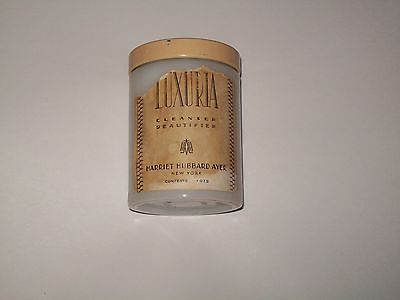 LUXURIA
CLEANSES
BEAUTIFIES
HARRIET HUBBARD AYER
NEW YORK
CONTENTS